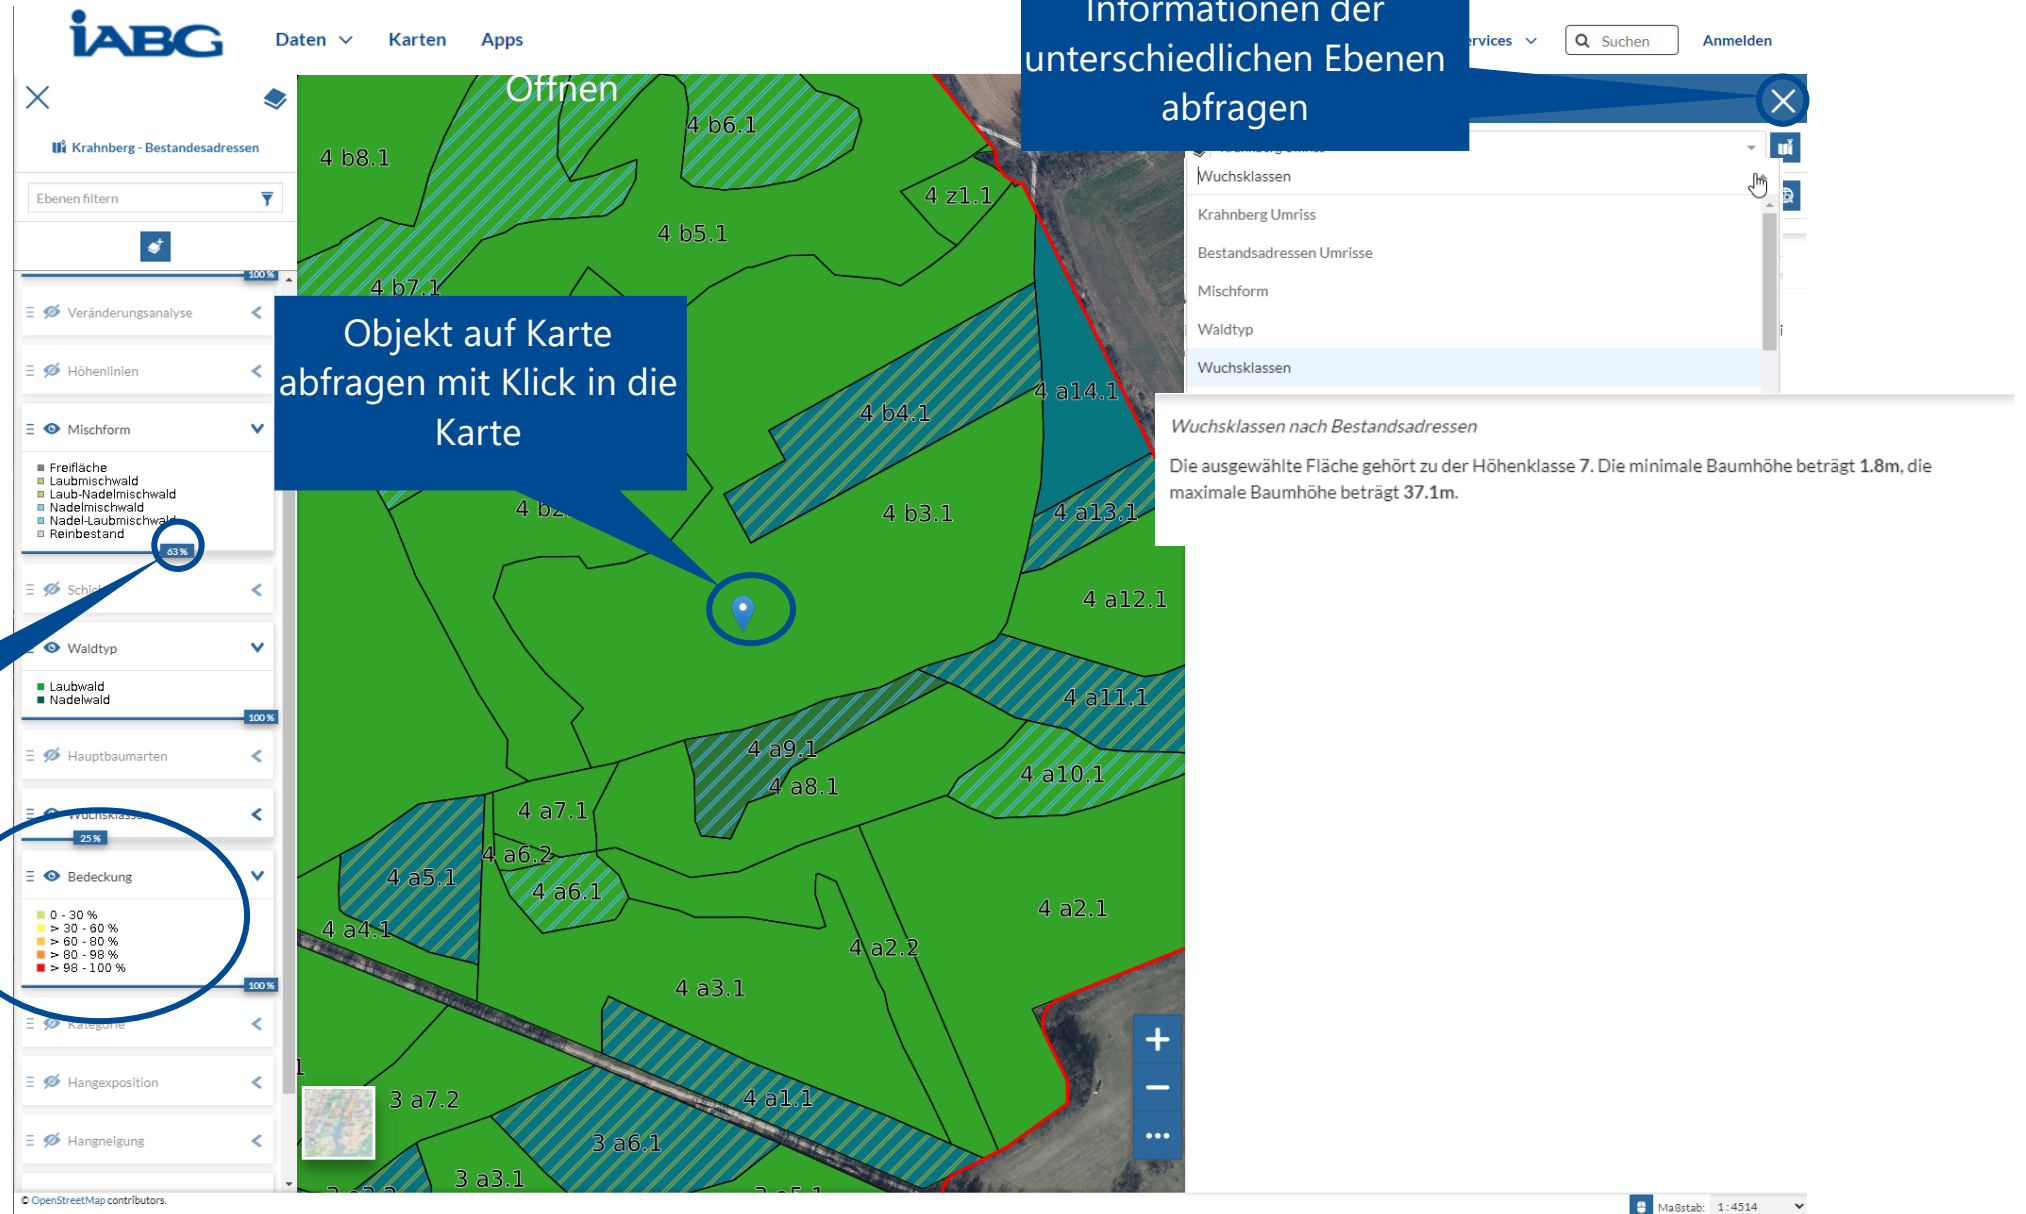 iABG
Daten
Karten
Apps
Informationen der
unterschiedlichen Ebenen
abfragen
ervices
Suchen
Anmelden
Öffnen
Krahnberg - Bestandesadressen
Ebenen filtern
100 %
Veränderungsanalyse
Höhenlinien
Mischform
Freifläche
Laubmischwald
Laub-Nadelmischwald
Nadelmischwald
Nadel-Laubmischwald
Reinbestand
63 %
Waldtyp
Laubwald
Nadelwald
100 %
Hauptbaumarten
Wuchsklassen
25 %
Bedeckung
0 - 30 %
> 30 - 60 %
> 60 - 80 %
> 80 - 98 %
> 98 - 100 %
100 %
Kategorie
Hangexposition
Hangneigung
© OpenStreetMap contributors.
Objekt auf Karte
abfragen mit Klick in die
Karte
4 b8.1
4 b6.1
4 z1.1
4 b5.1
4 b7.1
4 a14.1
4 b4.1
4 b3.1
4 a13.1
4 a12.1
4 a11.1
4 a9.1
4 a10.1
4 a8.1
4 a7.1
4 a6.2
4 a5.1
4 a6.1
4 a2.1
4 a4.1
4 a2.2
4 a3.1
3 a7.2
4 a1.1
3 a6.1
3 a3.1
Krahnberg Umriss
Wuchsklassen
Krahnberg Umriss
Bestandsadressen Umrisse
Mischform
Waldtyp
Wuchsklassen
Wuchsklassen nach Bestandsadressen
Die ausgewählte Fläche gehört zu der Höhenklasse 7. Die minimale Baumhöhe beträgt 1.8m, die
maximale Baumhöhe beträgt 37.1m.
Maßstab: 1 : 4514